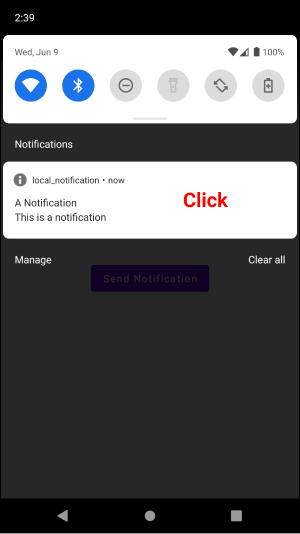 2:39
Wed, Jun 9
100%
Notifications
local_notification • now
Click
A Notification
This is a notification
Manage
Clear all
Send Notification